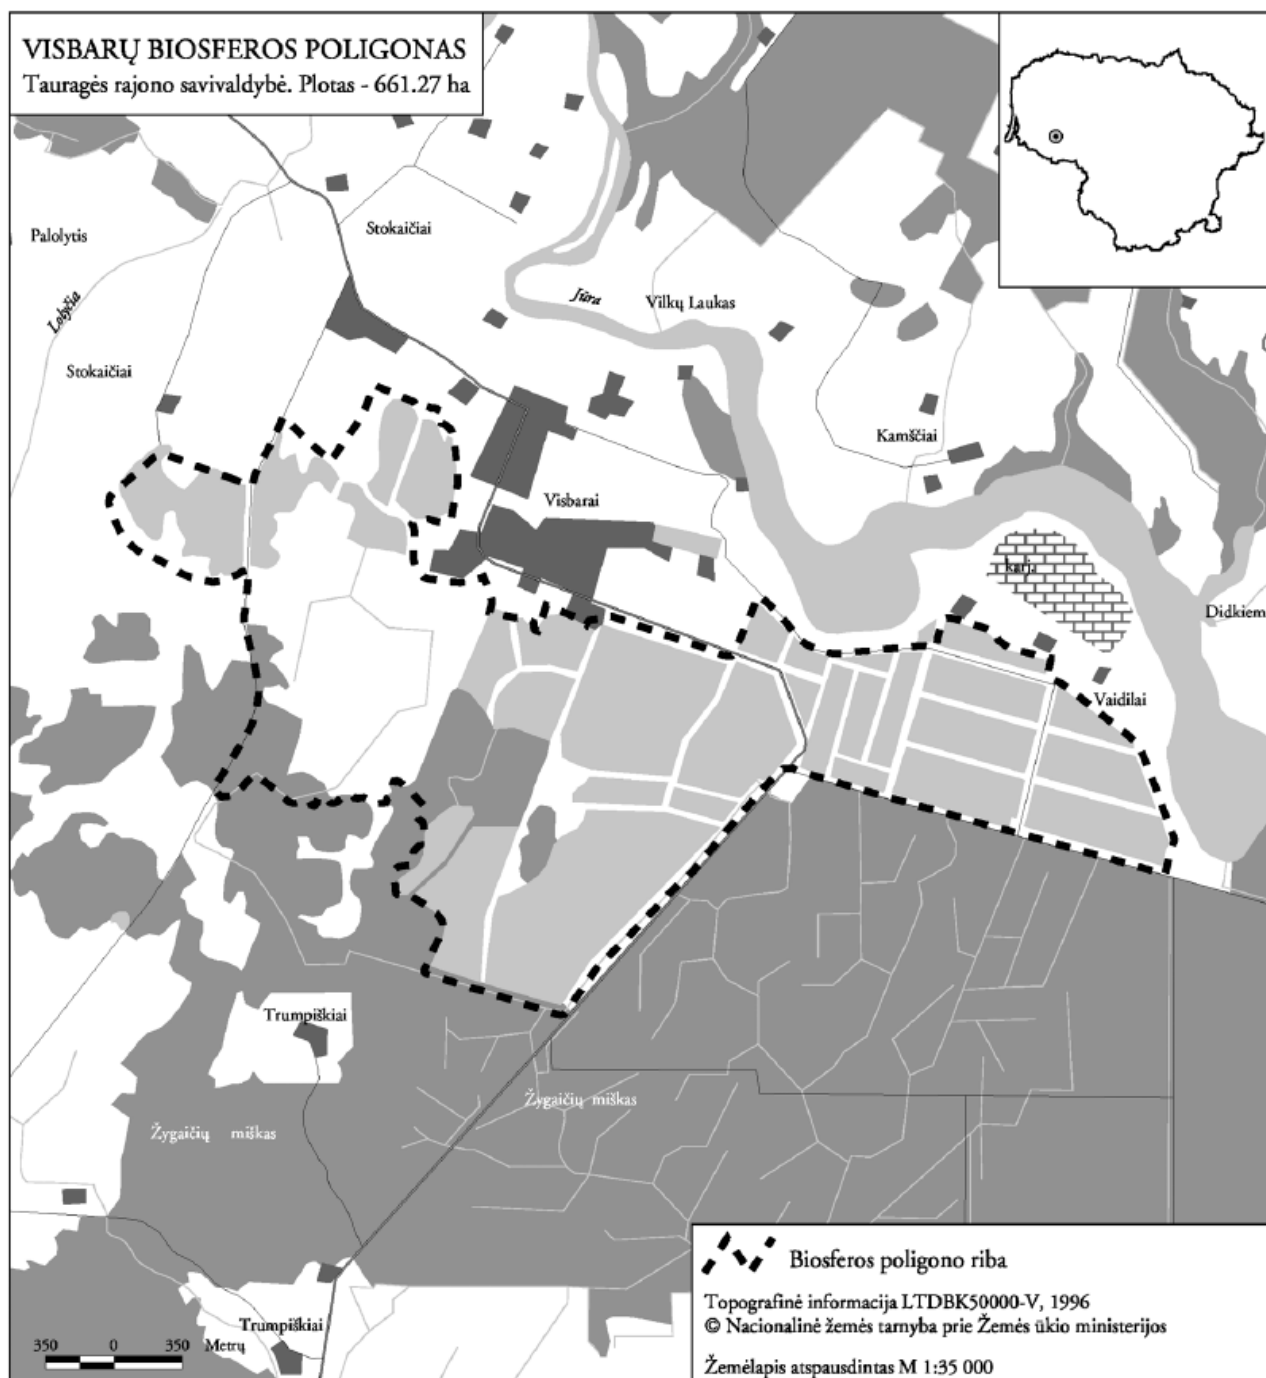 VISBARŲ BIOSFEROS POLIGONAS
Tauragės rajono savivaldybė. Plotas - 661.27 ha
Palolytis
Stokaičiai
Lobyčia
Jūra
Vilkų Laukas
Stokaičiai
Kamščiai
Visbarai
karja
Didkiem
Vaidilai
Trumpiškiai
Žygaičių miškas
Žygaičių miškas
Trumpiškiai
350 0 350 Metrų
Biosferos poligono riba
Topografinė informacija LTDBK50000-V, 1996
© Nacionalinė žemės tarnyba prie Žemės ūkio ministerijos
Žemėlapis atspausdintas M 1:35 000